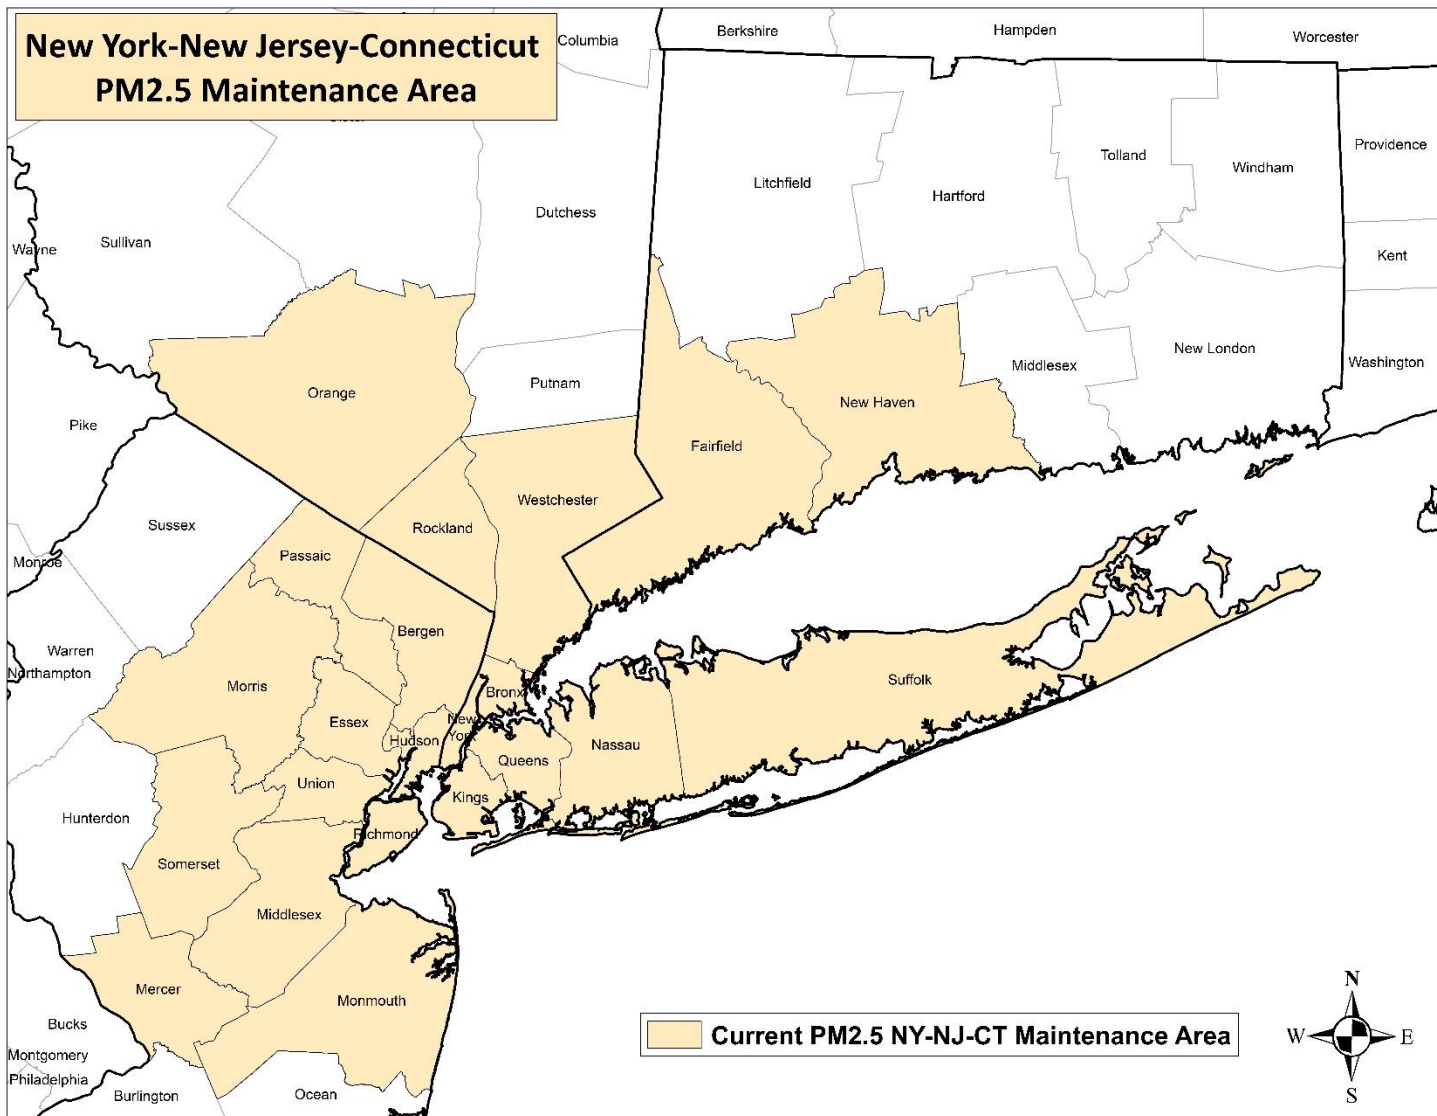 New York-New Jersey-Connecticut
PM2.5 Maintenance Area
Columbia
Berkshire
Hampden
Worcester
Providence
Tolland
Windham
Litchfield
Hartford
Dutchess
Sullivan
Wayne
Kent
New London
Washington
Middlesex
Putnam
Orange
New Haven
Pike
Fairfield
Westchester
Sussex
Rockland
Passaic
Monroe
Bergen
Warren
Northampton
Morris
Suffolk
Bronx
Essex
New
York
Hudson
Nassau
Queens
Union
Kings
Hunterdon
Richmond
Somerset
Middlesex
Mercer
Monmouth
Bucks
Montgomery
Philadelphia
Burlington
Ocean
Current PM2.5 NY-NJ-CT Maintenance Area
N
W
E
S